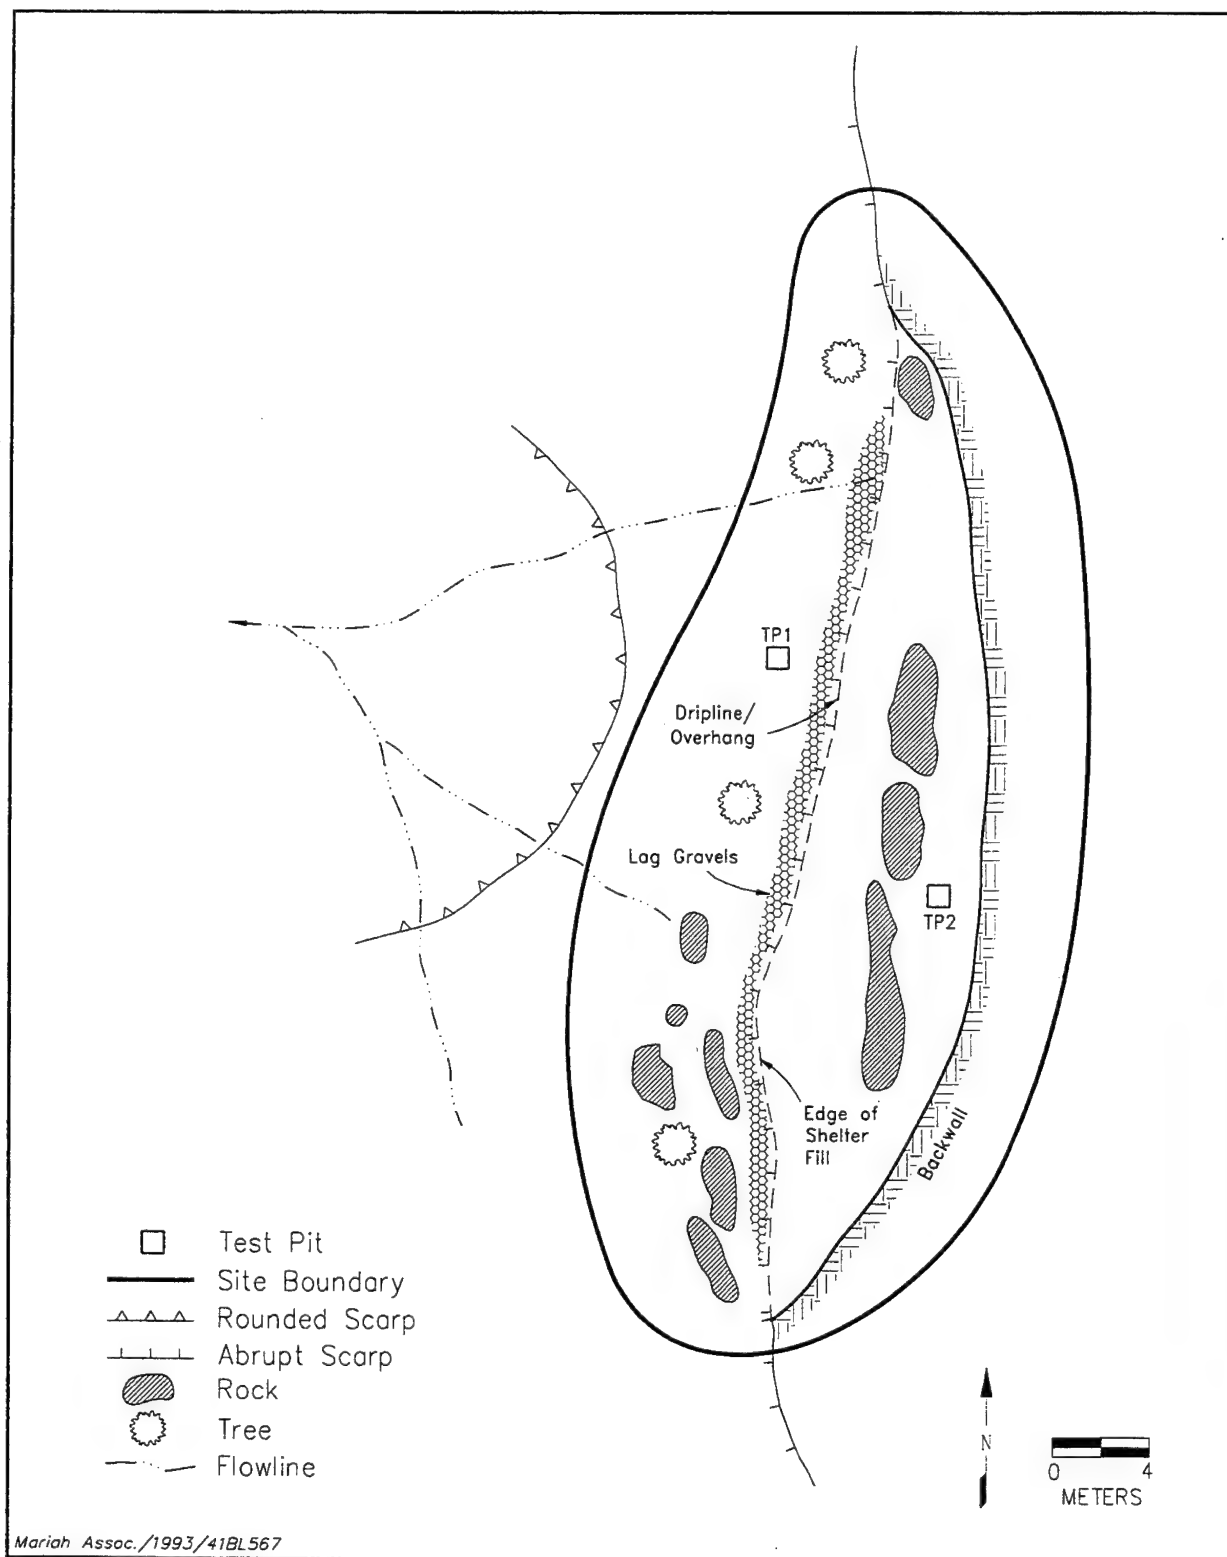 TP1
Dripline/
Overhang
Lag Gravels
TP2
Edge of
Shelter
Fill
Backwall
Test Pit
Site Boundary
Rounded Scarp
Abrupt Scarp
Rock
Tree
Flowline
N
0 4
METERS
Mariah Assoc./1993/41BL567